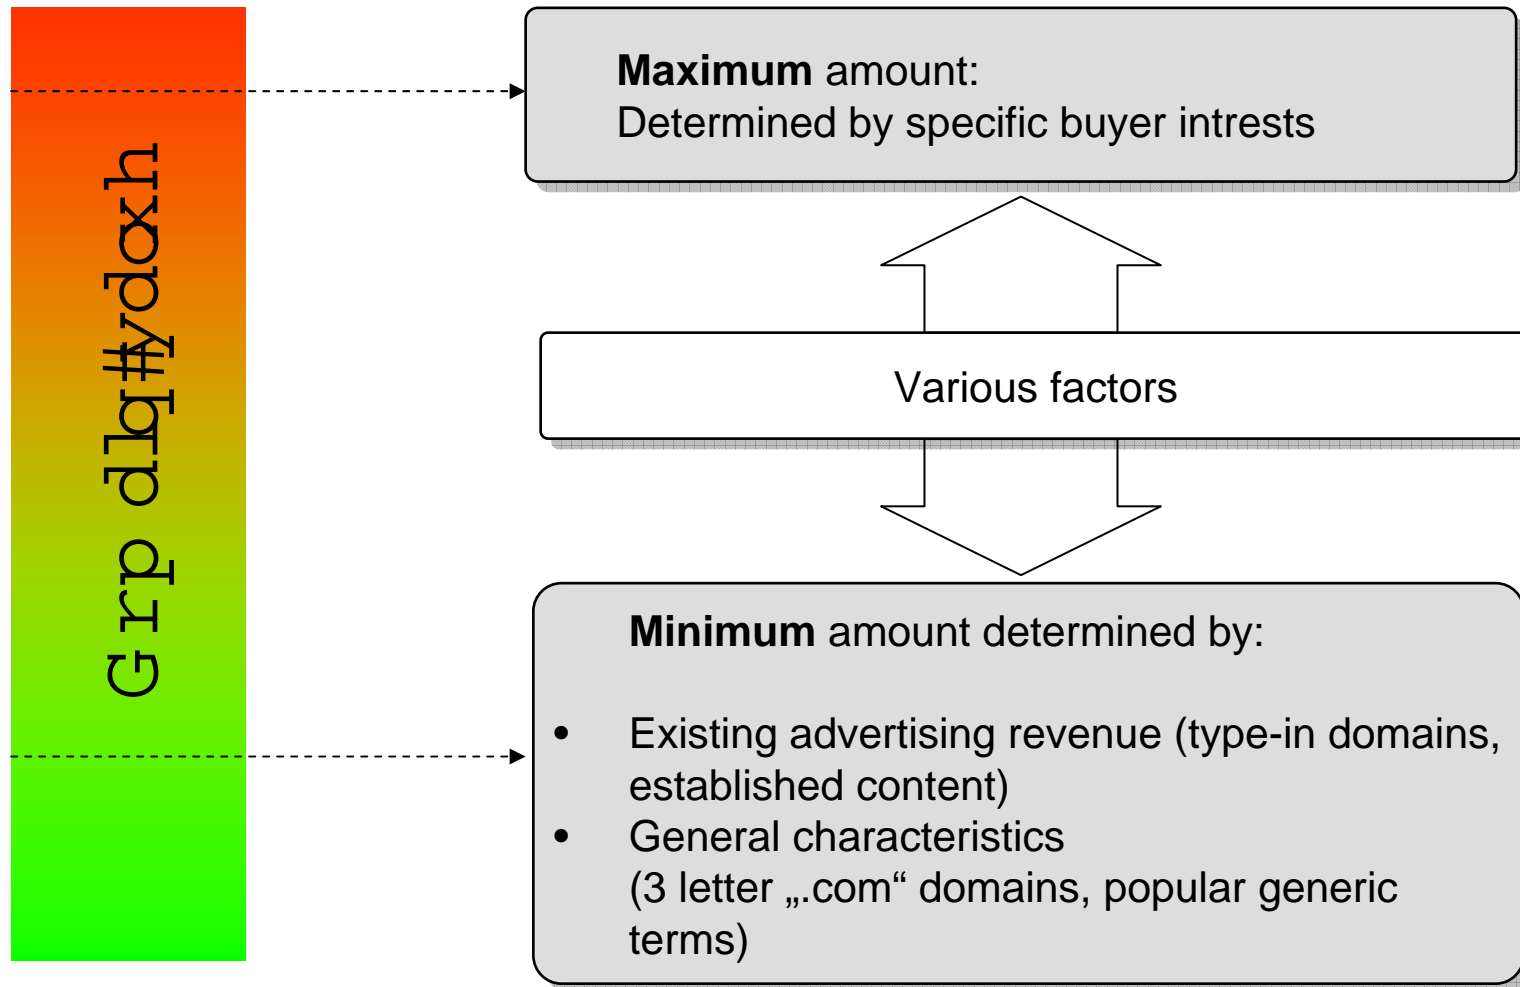 Grp dlq#ydoxh
Maximum amount:
Determined by specific buyer intrests
Various factors
Minimum amount determined by:
• Existing advertising revenue (type-in domains,
established content)
• General characteristics
(3 letter „.com“ domains, popular generic
terms)